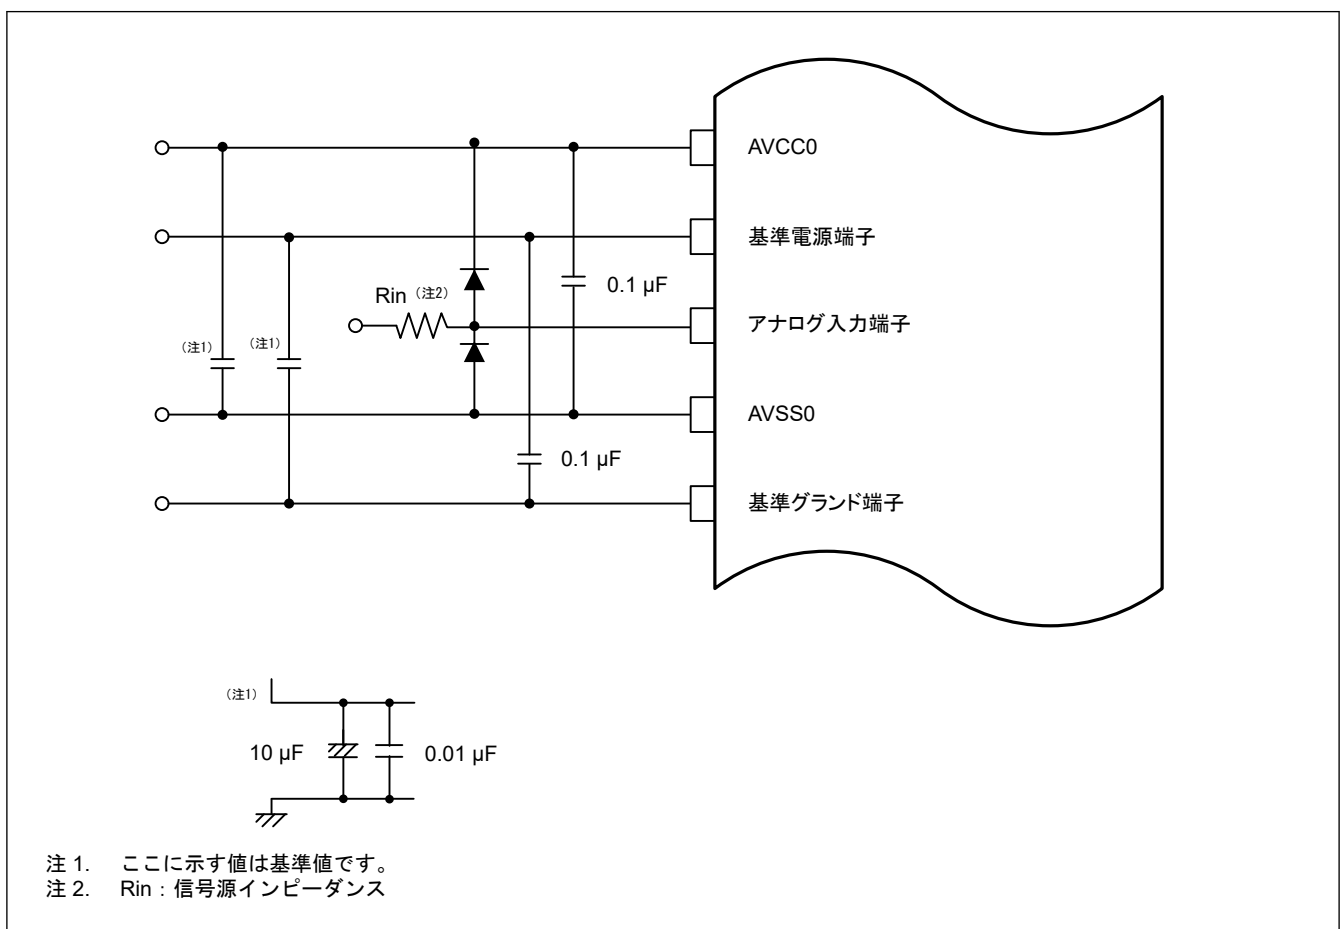 AVCC0
基準電源端子
0.1 µF
Rin（注2）
アナログ入力端子
（注1）
（注1）
AVSS0
0.1 µF
基準グランド端子
（注1）
10 µF
0.01 µF
注 1. ここに示す値は基準値です。
注 2. Rin：信号源インピーダンス